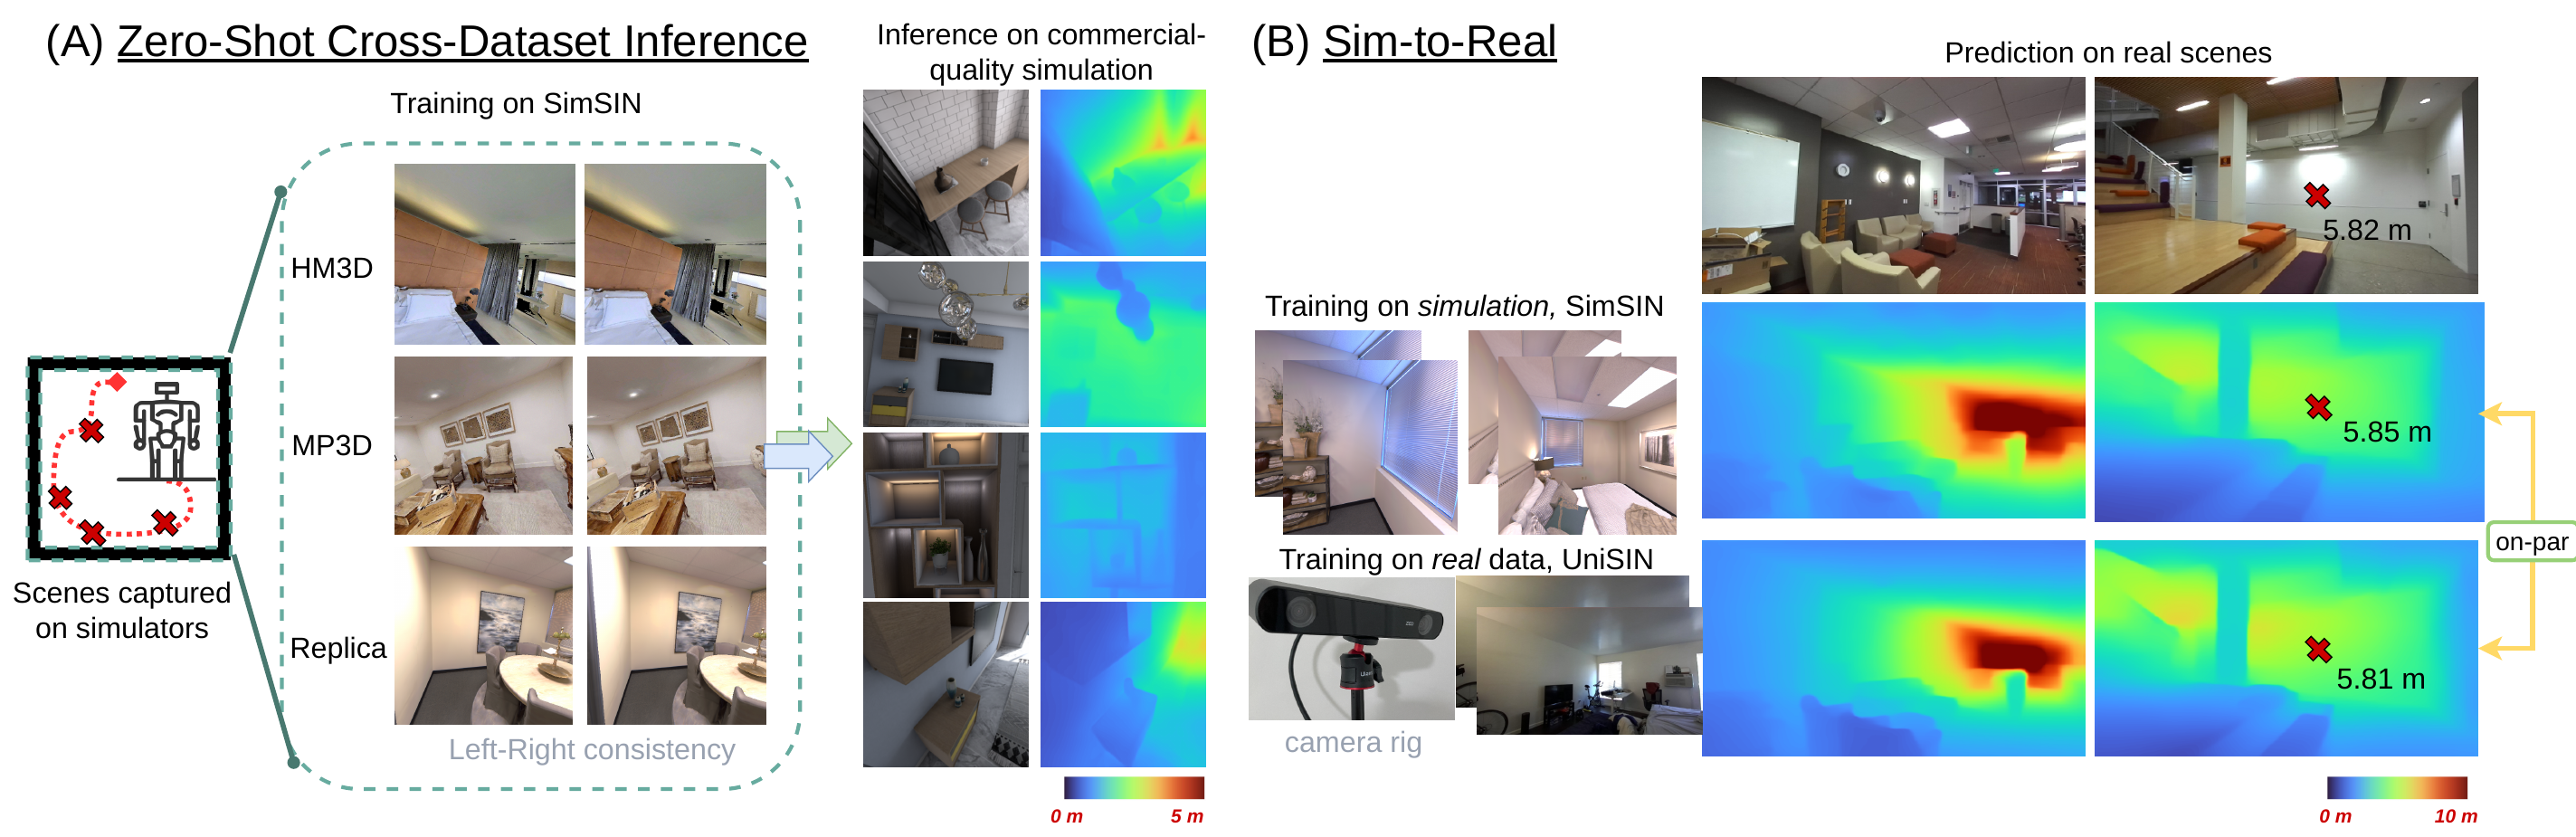 (A) Zero-Shot Cross-Dataset Inference
Training on SimSIN
HM3D
MP3D
Replica
Left-Right consistency
Scenes captured
on simulators
Inference on commercial-
quality simulation
0 m
5 m
(B) Sim-to-Real
Prediction on real scenes
5.82 m
Training on simulation, SimSIN
5.85 m
on-par
Training on real data, UniSIN
5.81 m
camera rig
0 m
10 m